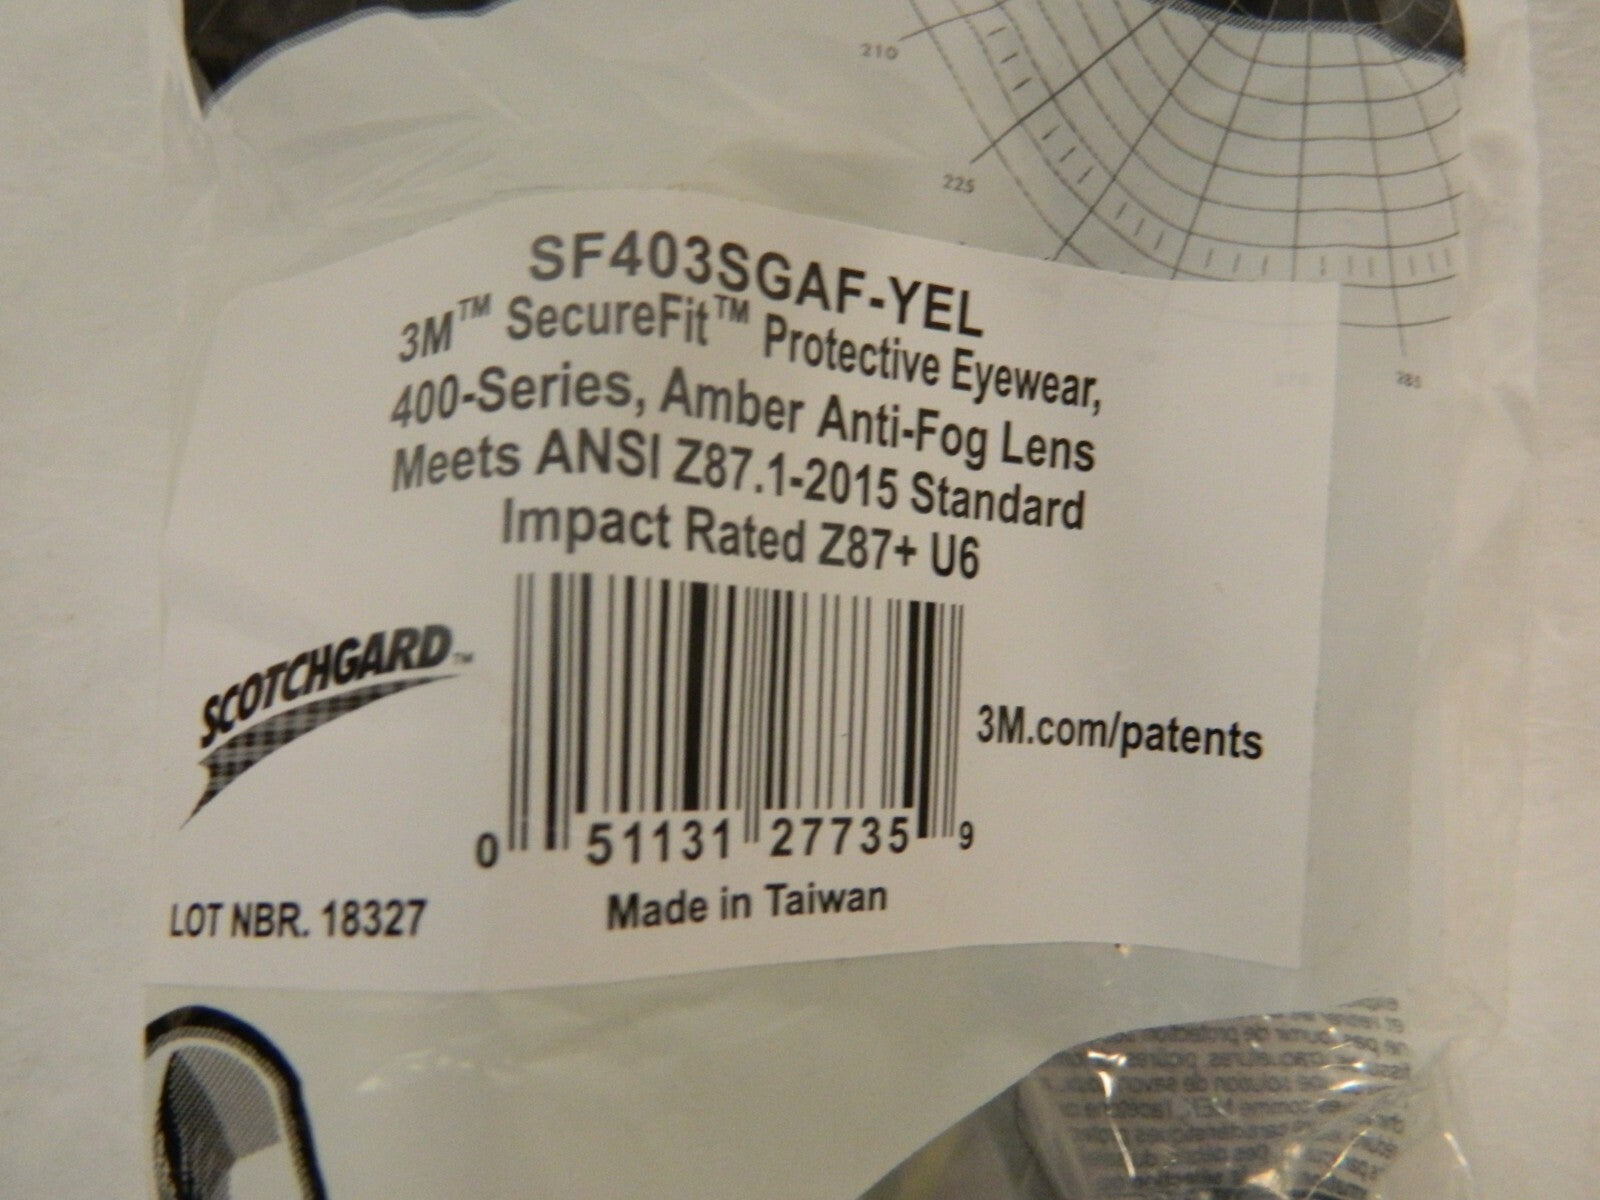 210
225
285
SF403SGAF-YEL
3M™ SecureFit™ Protective Eyewear,
400-Series, Amber Anti-Fog Lens
Meets ANSI Z87.1-2015 Standard
Impact Rated Z87+ U6
SCOTCHGARD™
3M.com/patents
0 51131 27735 9
LOT NBR. 18327
Made in Taiwan